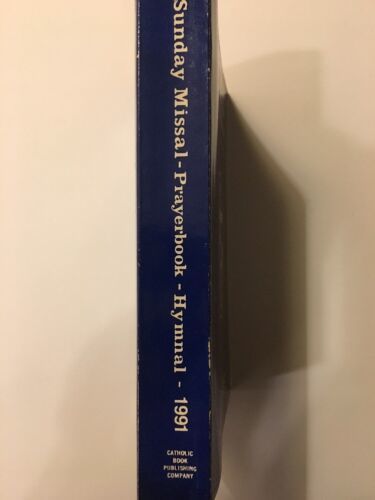 Sunday Missal-Prayerbook-Hymnal - 1991
CATHOLIC
BOOK
PUBLISHING
COMPANY